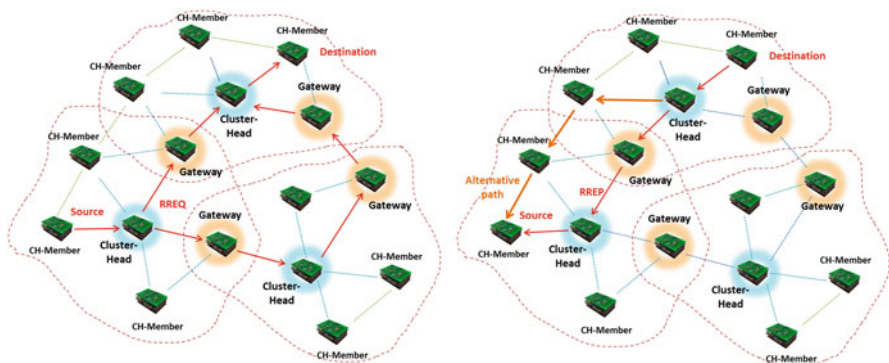 CH-Member
CH-Member
Destination
CH-Member
Gateway
Cluster-
Head
CH-Member
Gateway
Source
RREQ
Gateway
Gateway
CH-Member
Cluster-
Head
Cluster-
Head
CH-Member
CH-Member
CH-Member
CH-Member
CH-Member
Destination
CH-Member
Gateway
Cluster-
Head
CH-Member
Gateway
Alternative
path
RREP
Source
Gateway
Gateway
CH-Member
Cluster-
Head
Cluster-
Head
CH-Member
CH-Member
CH-Member